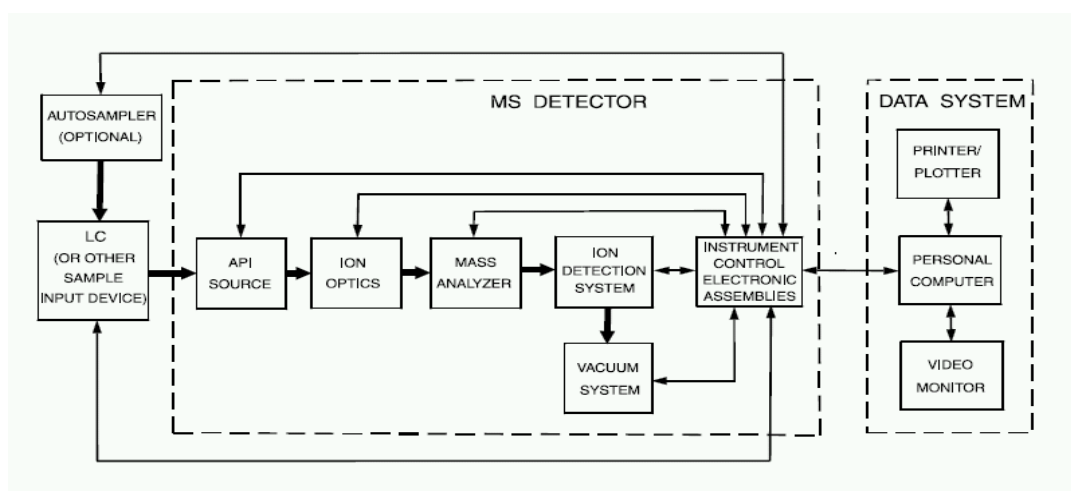 MS DETECTOR
DATA SYSTEM
AUTOSAMPLER
(OPTIONAL)
PRINTER/
PLOTTER
LC
(OR OTHER
SAMPLE
INPUT DEVICE)
API
SOURCE
ION
OPTICS
MASS
ANALYZER
ION
DETECTION
SYSTEM
INSTRUMENT
CONTROL
ELECTRONIC
ASSEMBLIES
PERSONAL
COMPUTER
VACUUM
SYSTEM
VIDEO
MONITOR